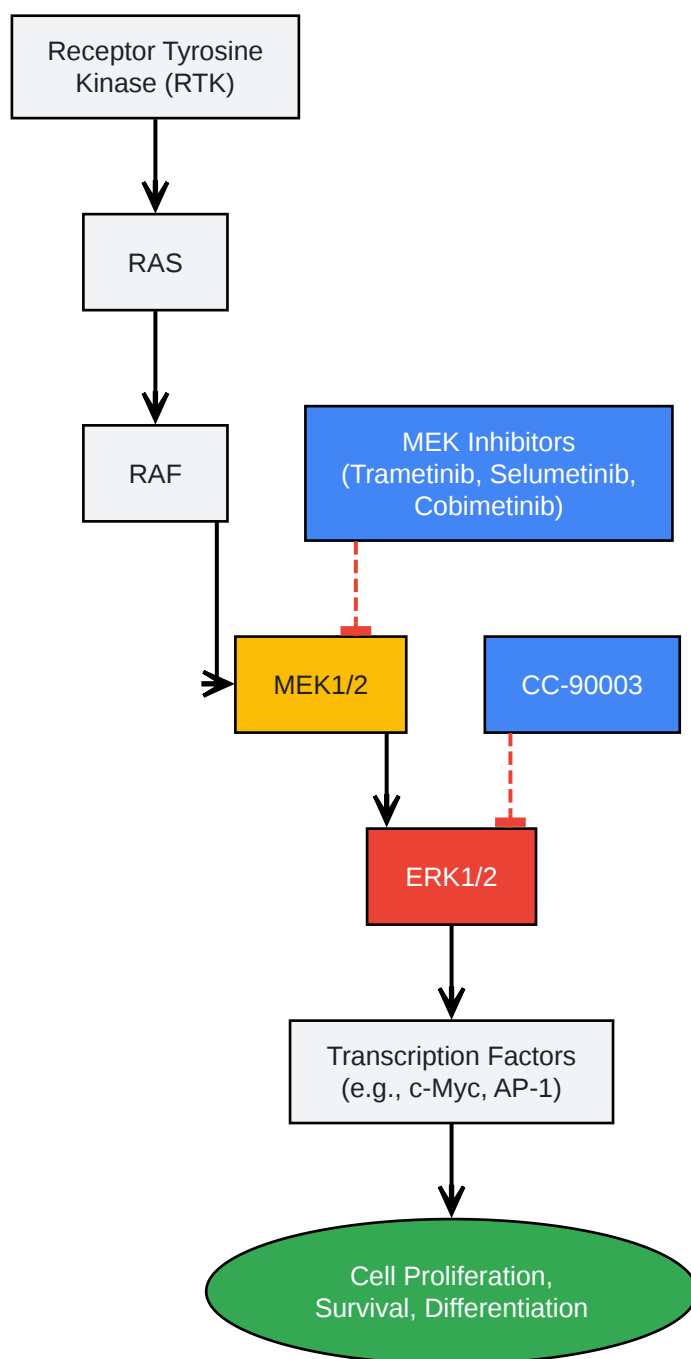 Receptor Tyrosine
Kinase (RTK)
RAS
RAF
MEK Inhibitors
(Trametinib, Selumetinib,
Cobimetinib)
MEK1/2
CC-90003
ERK1/2
Transcription Factors
(e.g., c-Myc, AP-1)
Cell Proliferation,
Survival, Differentiation